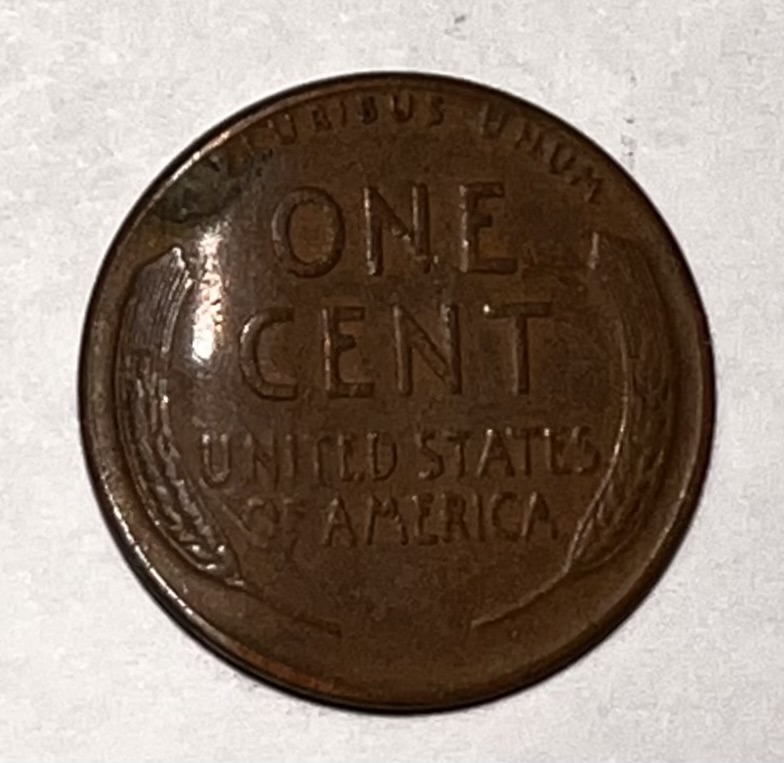 PLURIBUS UNUM
ONE
CENT
UNITED STATES
OF AMERICA